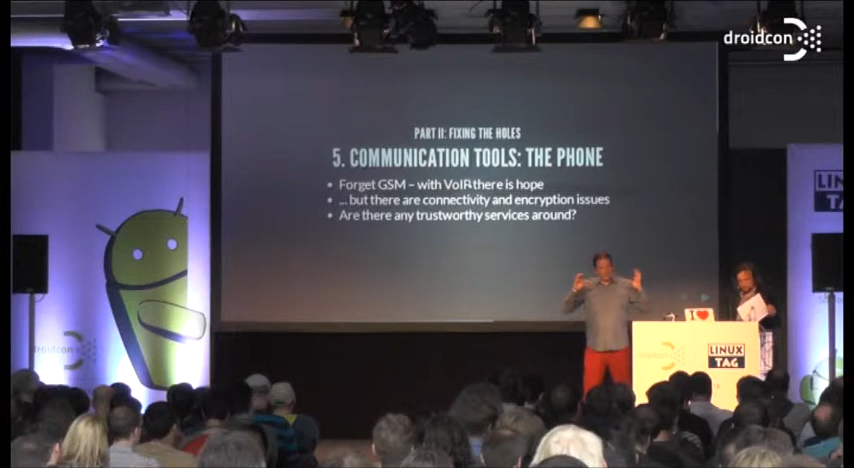 droidcon
PART II: FIXING THE HOLES
5. COMMUNICATION TOOLS: THE PHONE
• Forget GSM – with VoIP there is hope
• ... but there are connectivity and encryption issues
• Are there any trustworthy services around?
LINUX
TAG
droidcon
I ♥
LINUX
TAG